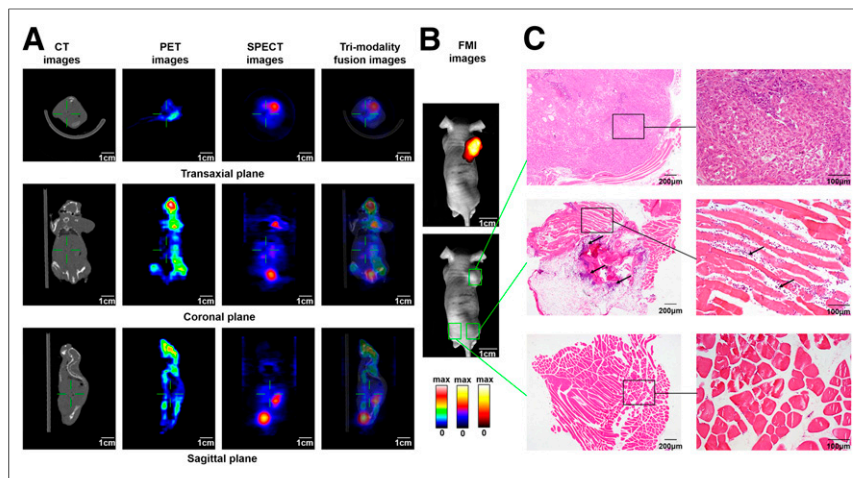 A
B
C
CT
images
PET
images
SPECT
images
Tri-modality
fusion images
FMI
images
1cm
1cm
1cm
1cm
Transaxial plane
1cm
1cm
1cm
1cm
Coronal plane
1cm
1cm
1cm
1cm
Sagittal plane
1cm
1cm
max
max
max
0
0
0
200μm
100μm
200μm
100μm
200μm
100μm